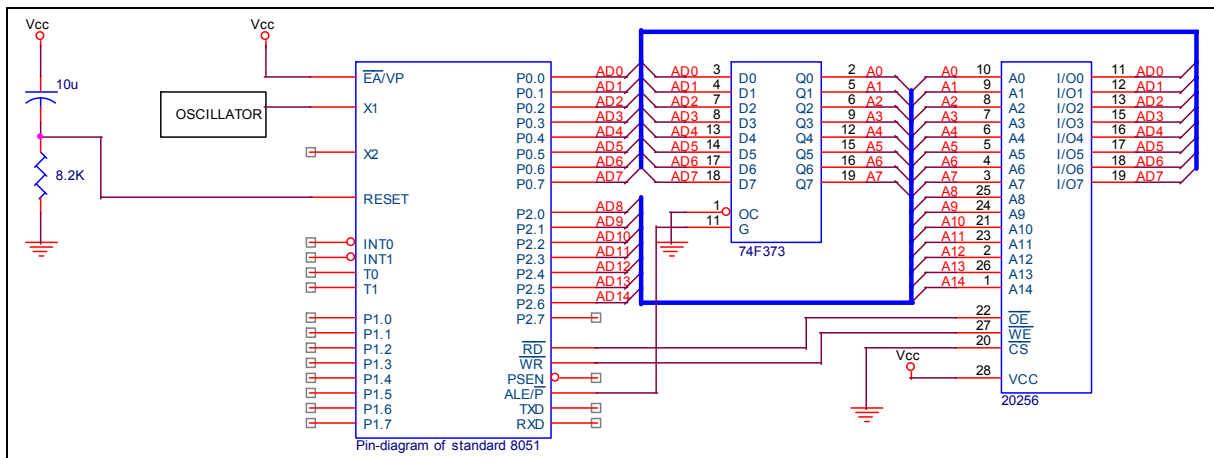 Vcc
10u
8.2K
Vcc
OSCILLATOR
EA/VP
X1
X2
RESET
INT0
INT1
T0
T1
P1.0
P1.1
P1.2
P1.3
P1.4
P1.5
P1.6
P1.7
P0.0
P0.1
P0.2
P0.3
P0.4
P0.5
P0.6
P0.7
P2.0
P2.1
P2.2
P2.3
P2.4
P2.5
P2.6
P2.7
RD
WR
PSEN
ALE/P
TXD
RXD
Pin-diagram of standard 8051
AD0
AD1
AD2
AD3
AD4
AD5
AD6
AD7
AD8
AD9
AD10
AD11
AD12
AD13
AD14
AD0 3 D0
AD1 4 D1
AD2 7 D2
AD3 8 D3
AD4 13 D4
AD5 14 D5
AD6 17 D6
AD7 18 D7
1 OC
11 G
Q0 2 A0
Q1 5 A1
Q2 6 A2
Q3 9 A3
Q4 12 A4
Q5 15 A5
Q6 16 A6
Q7 19 A7
74F373
A0 10 A0
A1 9 A1
A2 8 A2
A3 7 A3
A4 6 A4
A5 5 A5
A6 4 A6
A7 3 A7
A8 25 A8
A9 24 A9
A10 21 A10
A11 23 A11
A12 2 A12
A13 26 A13
A14 1 A14
22 OE
27 WE
20 CS
Vcc
28 VCC
I/O0 11 AD0
I/O1 12 AD1
I/O2 13 AD2
I/O3 15 AD3
I/O4 16 AD4
I/O5 17 AD5
I/O6 18 AD6
I/O7 19 AD7
20256